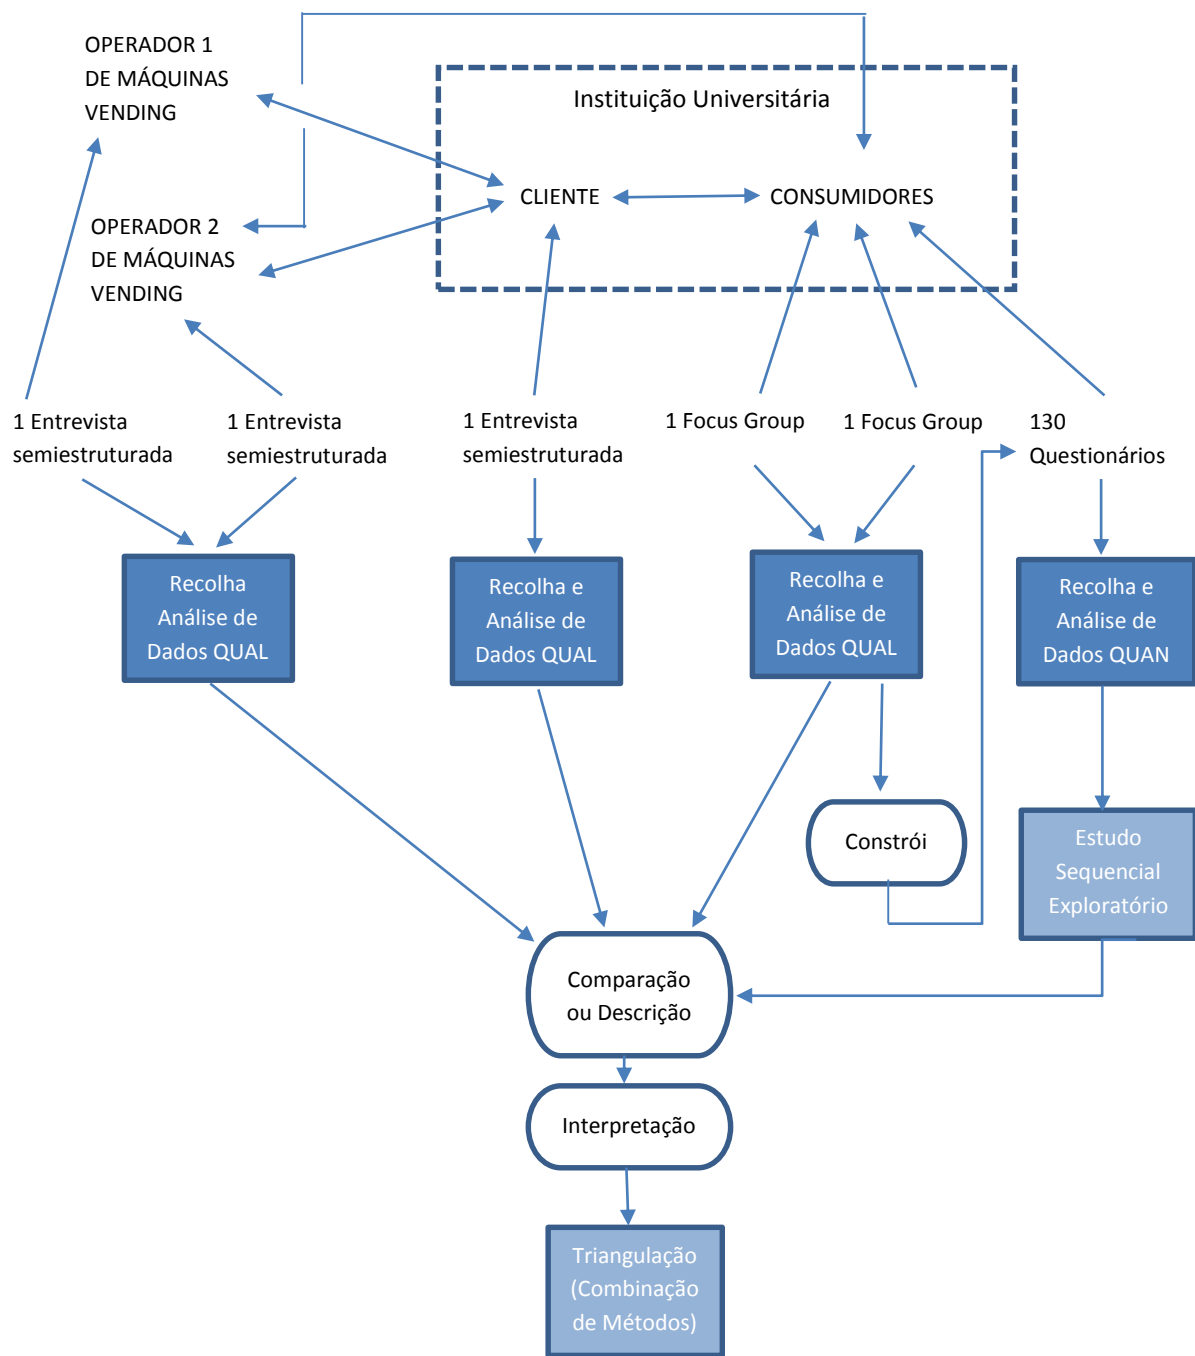 OPERADOR 1
DE MÁQUINAS
VENDING
Instituição Universitária
CLIENTE
CONSUMIDORES
OPERADOR 2
DE MÁQUINAS
VENDING
1 Entrevista
semiestruturada
1 Entrevista
semiestruturada
1 Entrevista
semiestruturada
1 Focus Group
1 Focus Group
130
Questionários
Recolha
Análise de
Dados QUAL
Recolha e
Análise de
Dados QUAL
Recolha e
Análise de
Dados QUAL
Recolha e
Análise de
Dados QUAN
Constrói
Estudo
Sequencial
Exploratório
Comparação
ou Descrição
Interpretação
Triangulação
(Combinação
de Métodos)